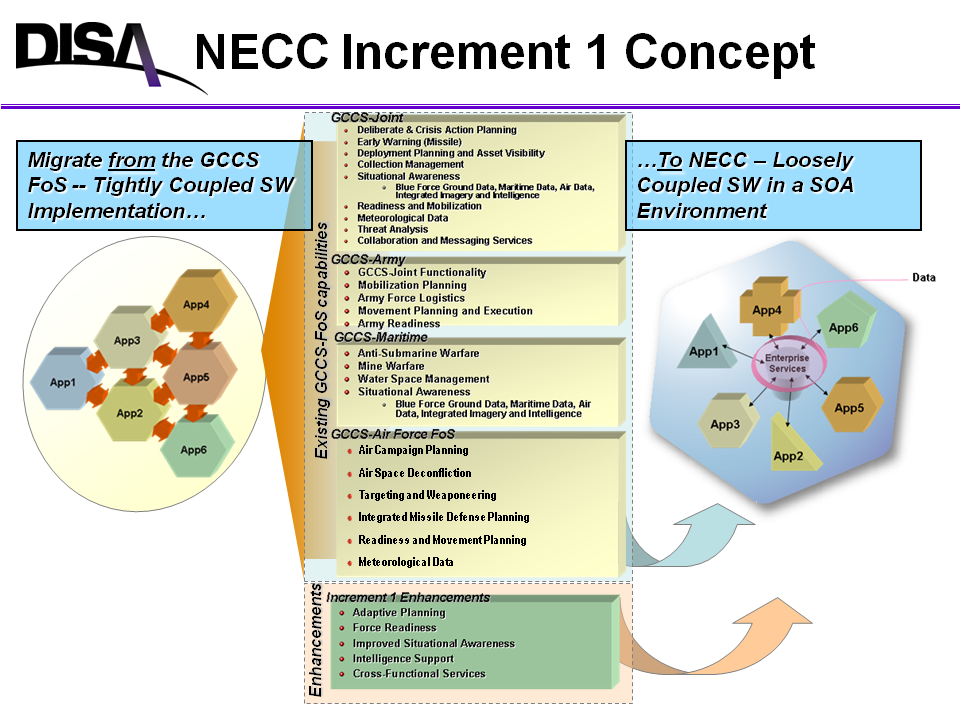 DISA
NECC Increment 1 Concept
Migrate from the GCCS
FoS -- Tightly Coupled SW
Implementation…
App1
App2
App3
App4
App5
App6
Existing GCCS-FoS capabilities
GCCS-Joint
Deliberate & Crisis Action Planning
Early Warning (Missile)
Deployment Planning and Asset Visibility
Collection Management
Situational Awareness
Blue Force Ground Data, Maritime Data, Air Data,
Integrated Imagery and Intelligence
Readiness and Mobilization
Meteorological Data
Threat Analysis
Collaboration and Messaging Services
GCCS-Army
GCCS-Joint Functionality
Mobilization Planning
Army Force Logistics
Movement Planning and Execution
Army Readiness
GCCS-Maritime
Anti-Submarine Warfare
Mine Warfare
Water Space Management
Situational Awareness
Blue Force Ground Data, Maritime Data, Air
Data, Integrated Imagery and Intelligence
GCCS-Air Force FoS
Air Campaign Planning
Air Space Deconfliction
Targeting and Weaponeering
Integrated Missile Defense Planning
Readiness and Movement Planning
Meteorological Data
Enhancements
Increment 1 Enhancements
Adaptive Planning
Force Readiness
Improved Situational Awareness
Intelligence Support
Cross-Functional Services
…To NECC – Loosely
Coupled SW in a SOA
Environment
Data
App4
App6
App1
Enterprise
Services
App3
App5
App2